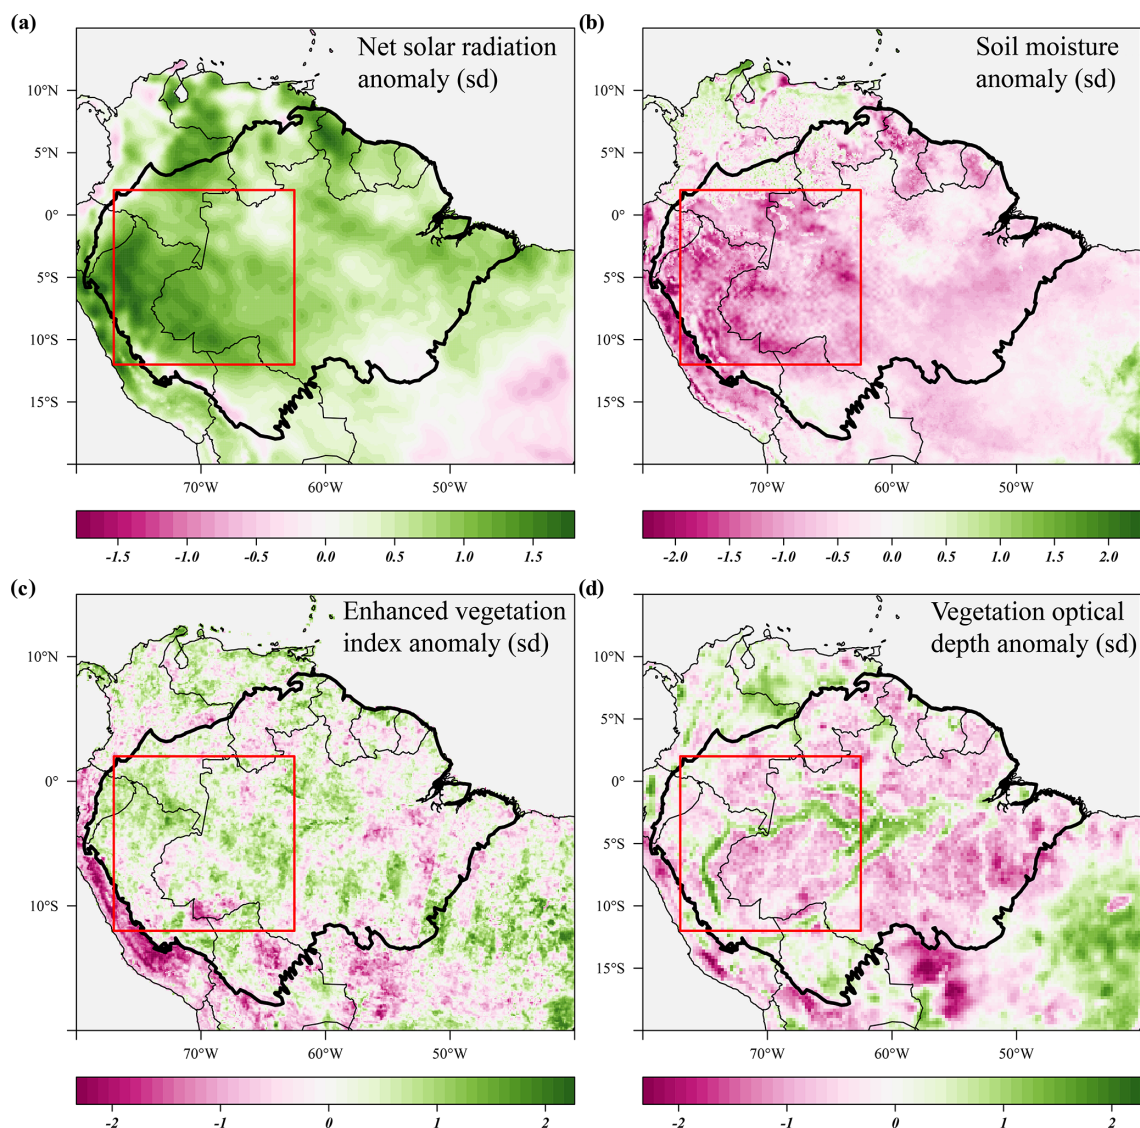 (a)
Net solar radiation
anomaly (sd)
10°N
5°N
0°
5°S
10°S
15°S
70°W 60°W 50°W
-1.5 -1.0 -0.5 0.0 0.5 1.0 1.5
(b)
Soil moisture
anomaly (sd)
10°N
5°N
0°
5°S
10°S
15°S
70°W 60°W 50°W
-2.0 -1.5 -1.0 -0.5 0.0 0.5 1.0 1.5 2.0
(c)
Enhanced vegetation
index anomaly (sd)
10°N
0°
10°S
70°W 60°W 50°W
-2 -1 0 1 2
(d)
Vegetation optical
depth anomaly (sd)
10°N
5°N
0°
5°S
10°S
15°S
70°W 60°W 50°W
-2 -1 0 1 2